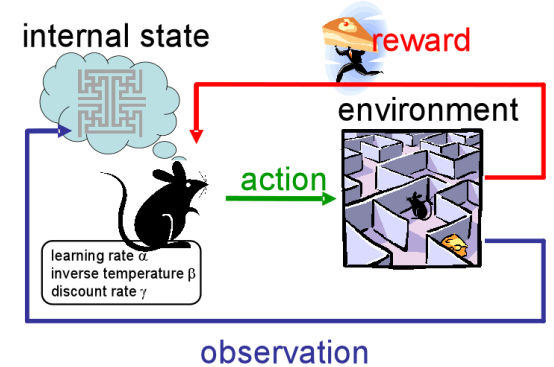 internal state
reward
environment
action
learning rate α
inverse temperature β
discount rate γ
observation